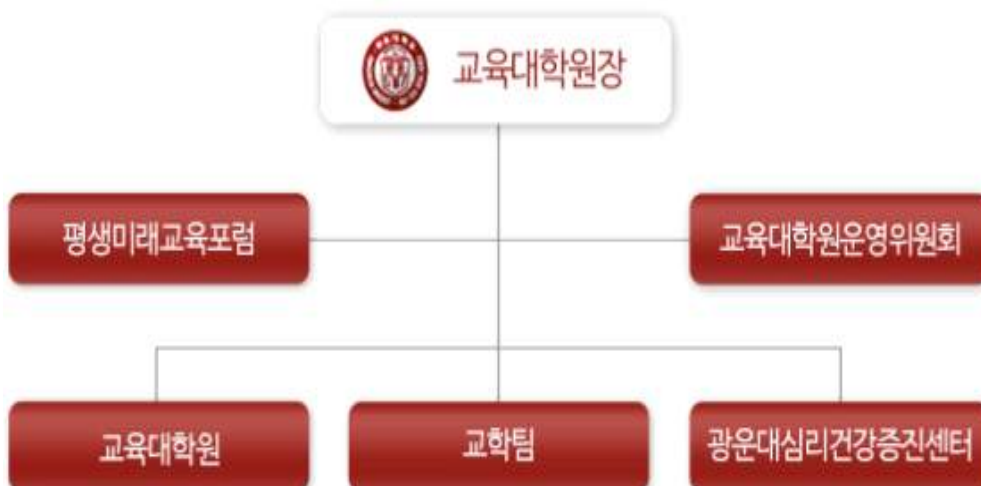 교육대학원장
평생미래교육포럼
교육대학원운영위원회
교육대학원
교학팀
광운대심리건강증진센터